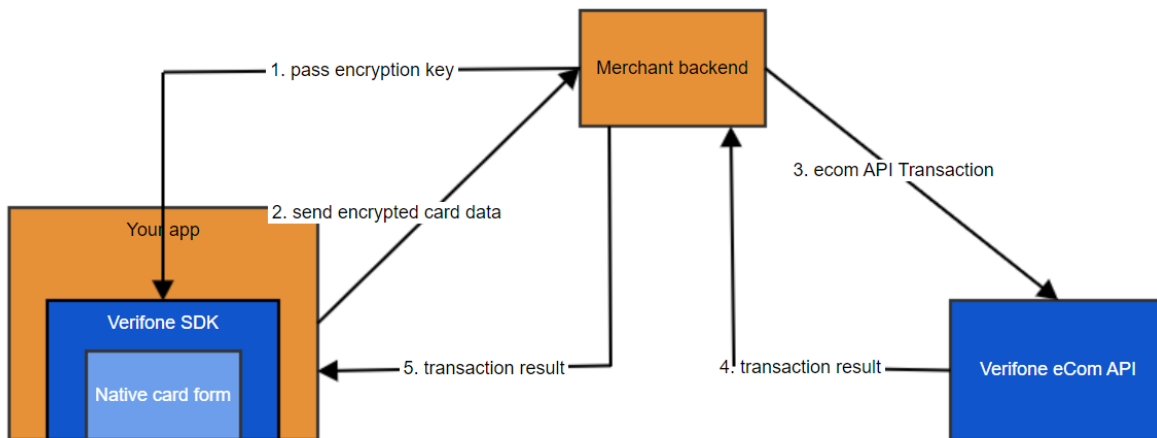 Merchant backend
1. pass encryption key
3. ecom API Transaction
2. send encrypted card data
Your app
Verifone SDK
5. transaction result
4. transaction result
Verifone eCom API
Native card form